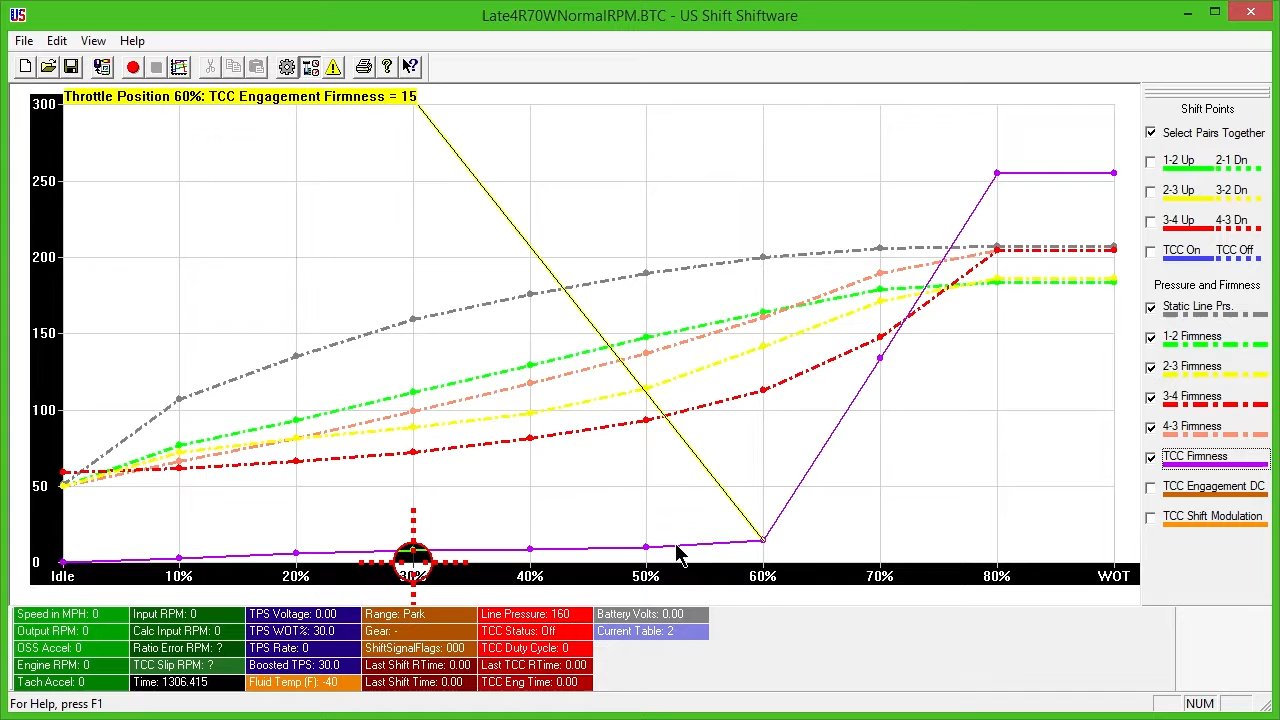 US
Late4R70WNormalRPM.BTC - US Shift Shiftware
File Edit View Help
Throttle Position 60%: TCC Engagement Firmness = 15
300
250
200
150
100
50
0
Idle 10% 20% 30% 40% 50% 60% 70% 80% WOT
Shift Points
Select Pairs Together
1-2 Up 2-1 Dn
2-3 Up 3-2 Dn
3-4 Up 4-3 Dn
TCC On TCC Off
Pressure and Firmness
Static Line Prs.
1-2 Firmness
2-3 Firmness
3-4 Firmness
4-3 Firmness
TCC Firmness
TCC Engagement DC
TCC Shift Modulation
Speed in MPH: 0 Input RPM: 0 TPS Voltage: 0.00 Range: Park Line Pressure: 160 Battery Volts: 0.00
Output RPM: 0 Calc Input RPM: 0 TPS WOT%: 30.0 Gear: - TCC Status: Off Current Table: 2
OSS Accel: 0 Ratio Error RPM: ? TPS Rate: 0 ShiftSignalFlags: 000 TCC Duty Cycle: 0
Engine RPM: 0 TCC Slip RPM: ? Boosted TPS: 30.0 Last Shift RTime: 0.00 Last TCC RTime: 0.00
Tach Accel: 0 Time: 1306.415 Fluid Temp (F): -40 Last Shift Time: 0.00 TCC Eng Time: 0.00
For Help, press F1 NUM